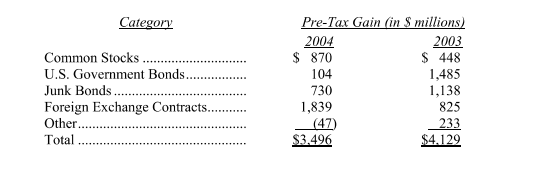 Category Pre-Tax Gain (in $ millions)
2004 2003
Common Stocks ............................. $ 870 $ 448
U.S. Government Bonds................. 104 1,485
Junk Bonds..................................... 730 1,138
Foreign Exchange Contracts........... 1,839 825
Other............................................... (47) 233
Total ............................................... $3,496 $4,129